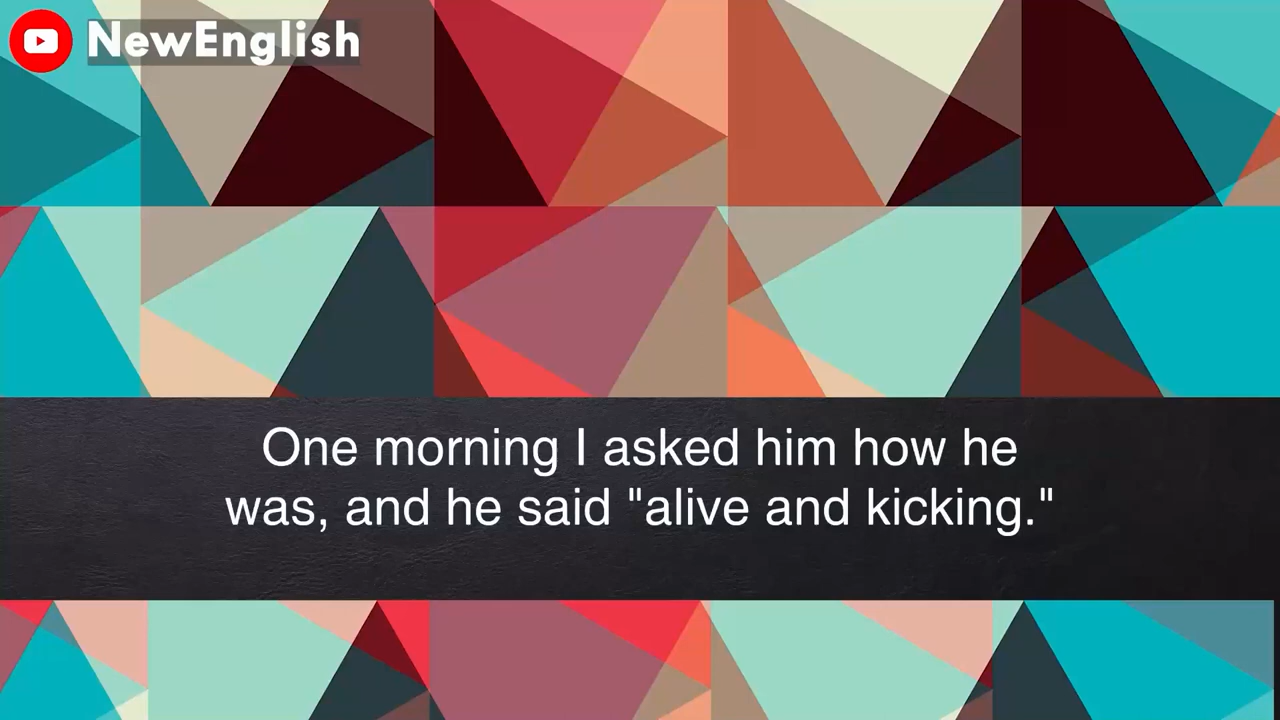 NewEnglish
One morning I asked him how he
was, and he said "alive and kicking."